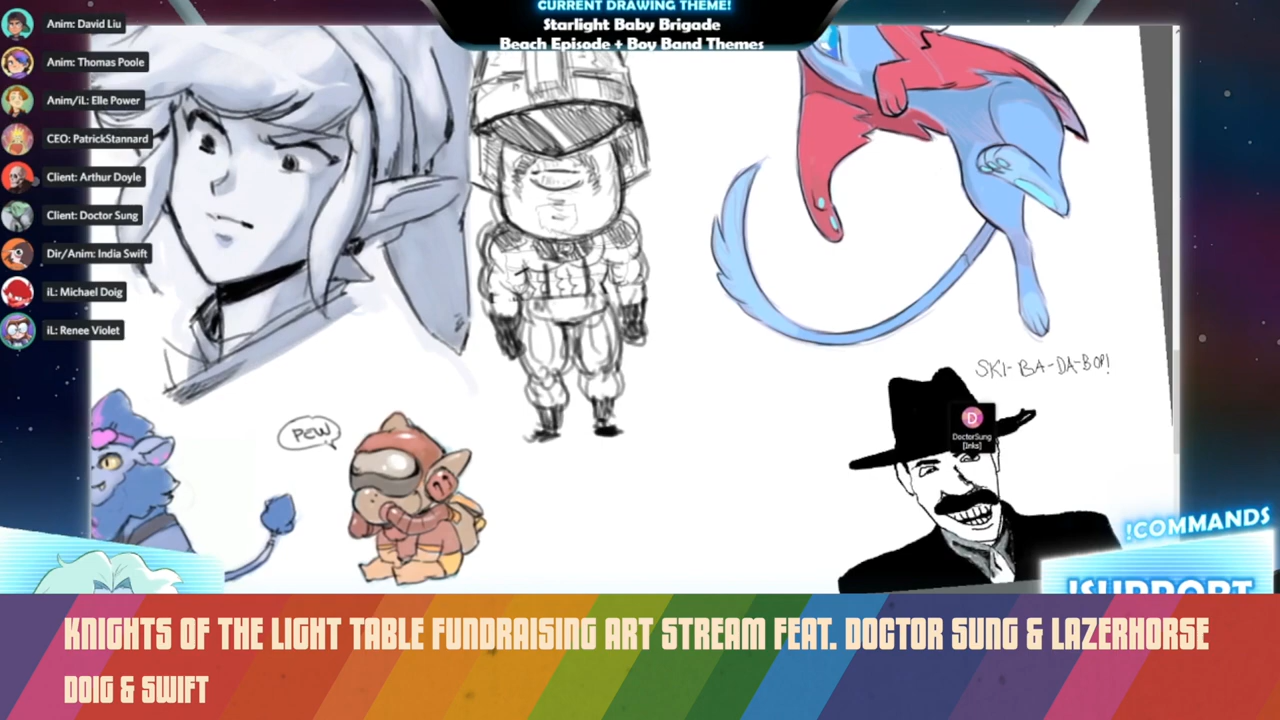 CURRENT DRAWING THEME!
Starlight Baby Brigade
Beach Episode + Boy Band Themes
Anim: David Liu
Anim: Thomas Poole
Anim/iL: Elle Power
CEO: PatrickStannard
Client: Arthur Doyle
Client: Doctor Sung
Dir/Anim: India Swift
iL: Michael Doig
iL: Renee Violet
SKI-BA-DA-BOP!
D
DoctorSung
[Inks]
PEW
!COMMANDS
!SUPPORT
KNIGHTS OF THE LIGHT TABLE FUNDRAISING ART STREAM FEAT. DOCTOR SUNG & LAZERHORSE
DOIG & SWIFT